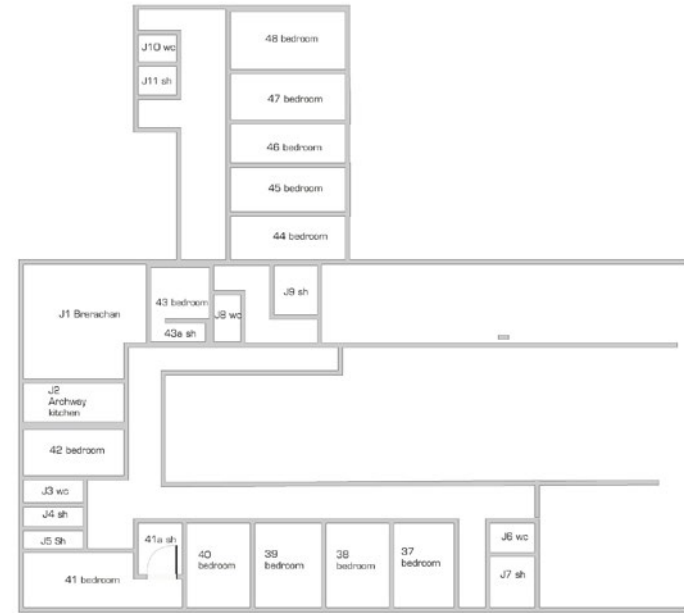 J10 wc
48 bedroom
J11 sh
47 bedroom
46 bedroom
45 bedroom
44 bedroom
J1 Brenachan
43 bedroom
J8 wc
J9 sh
43a sh
J2
Archway
kitchen
42 bedroom
J3 wc
J4 sh
J5 Sh
41a sh
41 bedroom
40
bedroom
39
bedroom
38
bedroom
37
bedroom
J6 wc
J7 sh